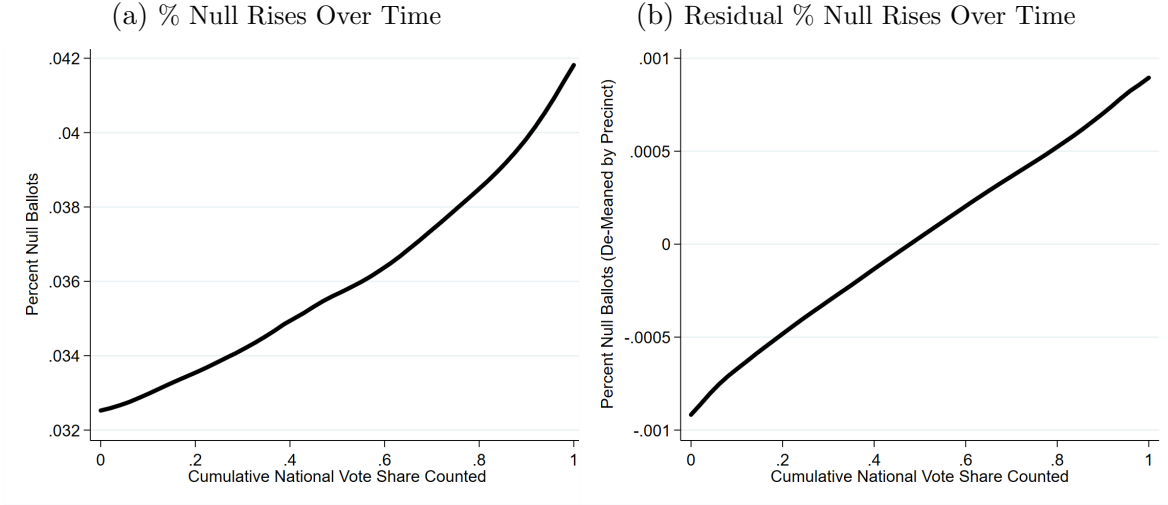 (a) % Null Rises Over Time
Percent Null Ballots
.042
.04
.038
.036
.034
.032
0 .2 .4 .6 .8 1
Cumulative National Vote Share Counted
(b) Residual % Null Rises Over Time
Percent Null Ballots (De-Meaned by Precinct)
.001
.0005
0
-.0005
-.001
0 .2 .4 .6 .8 1
Cumulative National Vote Share Counted